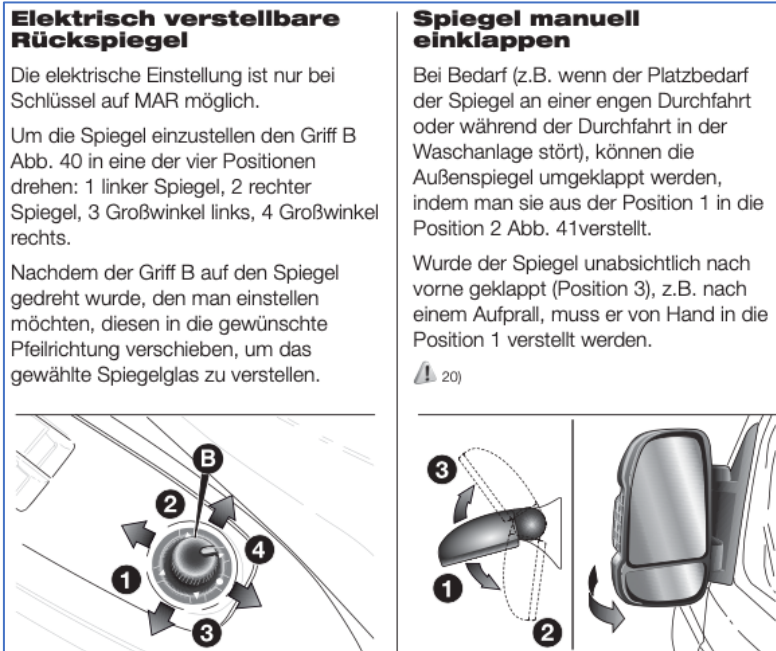 Elektrisch verstellbare
Rückspiegel
Die elektrische Einstellung ist nur bei
Schlüssel auf MAR möglich.
Um die Spiegel einzustellen den Griff B
Abb. 40 in eine der vier Positionen
drehen: 1 linker Spiegel, 2 rechter
Spiegel, 3 Großwinkel links, 4 Großwinkel
rechts.
Nachdem der Griff B auf den Spiegel
gedreht wurde, den man einstellen
möchten, diesen in die gewünschte
Pfeilrichtung verschieben, um das
gewählte Spiegelglas zu verstellen.
B
2
4
1
3
Spiegel manuell
einklappen
Bei Bedarf (z.B. wenn der Platzbedarf
der Spiegel an einer engen Durchfahrt
oder während der Durchfahrt in der
Waschanlage stört), können die
Außenspiegel umgeklappt werden,
indem man sie aus der Position 1 in die
Position 2 Abb. 41verstellt.
Wurde der Spiegel unabsichtlich nach
vorne geklappt (Position 3), z.B. nach
einem Aufprall, muss er von Hand in die
Position 1 verstellt werden.
20)
3
1
2